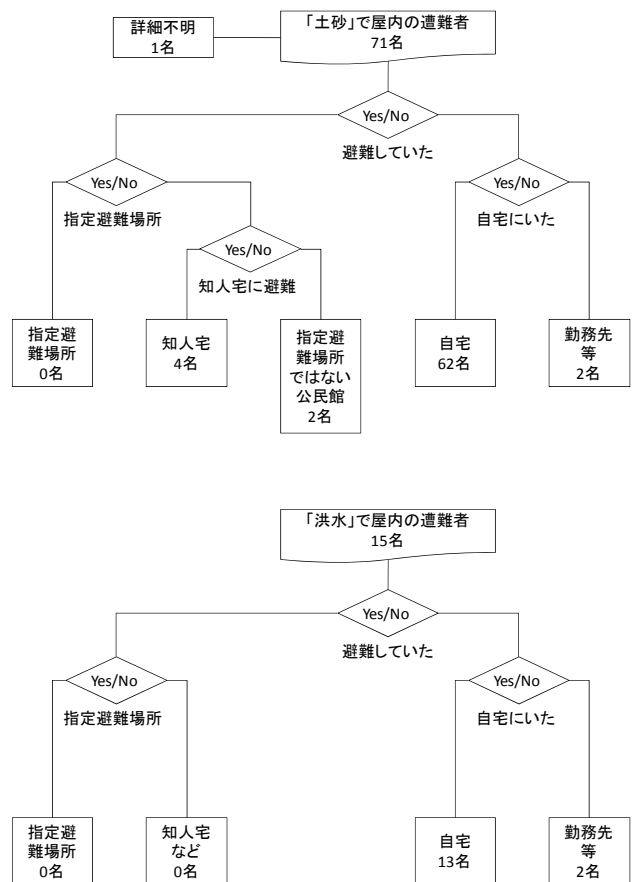 詳細不明
1名
「土砂」で屋内の遭難者
71名
Yes/No
避難していた
Yes/No
指定避難場所
Yes/No
自宅にいた
Yes/No
知人宅に避難
指定避
難場所
0名
知人宅
4名
指定避
難場所
ではない
公民館
2名
自宅
62名
勤務先
等
2名
「洪水」で屋内の遭難者
15名
Yes/No
避難していた
Yes/No
指定避難場所
Yes/No
自宅にいた
指定避
難場所
0名
知人宅
など
0名
自宅
13名
勤務先
等
2名